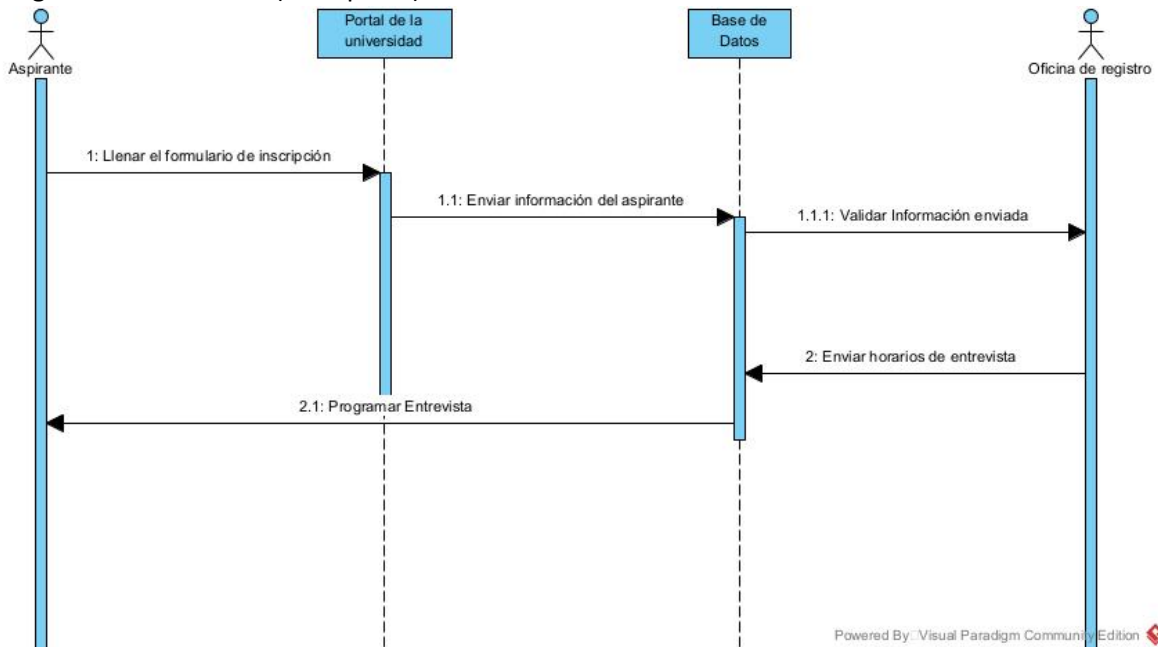 Portal de la
universidad
Base de
Datos
Aspirante
Oficina de registro
1: Llenar el formulario de inscripción
1.1: Enviar información del aspirante
1.1.1: Validar Información enviada
2: Enviar horarios de entrevista
2.1: Programar Entrevista
Powered By Visual Paradigm Community Edition